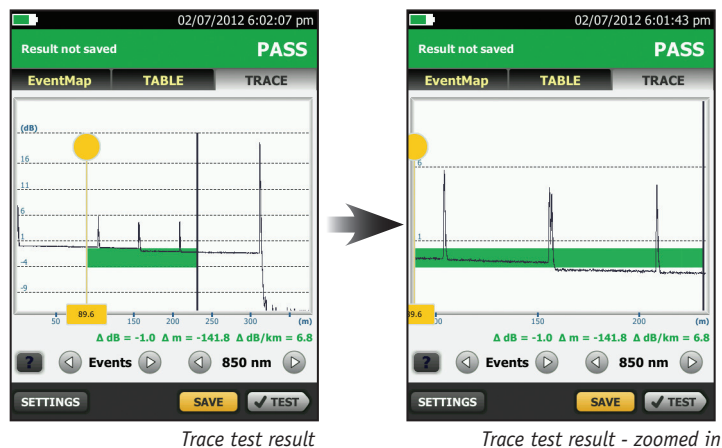 02/07/2012 6:02:07 pm
Result not saved PASS
EventMap TABLE TRACE
(dB)
16
11
6
1
-4
-9
89.6
50 150 200 250 300 (m)
Δ dB = -1.0 Δ m = -141.8 Δ dB/km = 6.8
? Events 850 nm
SETTINGS SAVE TEST
Trace test result
02/07/2012 6:01:43 pm
Result not saved PASS
EventMap TABLE TRACE
6
1
89.6
00 150 200 (m)
Δ dB = -1.0 Δ m = -141.8 Δ dB/km = 6.8
? Events 850 nm
SETTINGS SAVE TEST
Trace test result - zoomed in